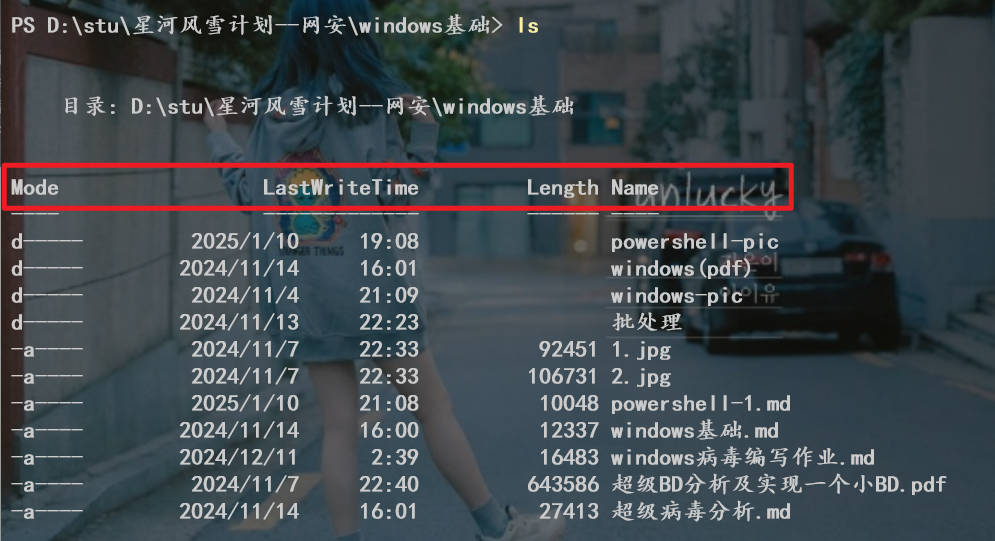 PS D:\stu\星河风雪计划--网安\windows基础> ls
目录: D:\stu\星河风雪计划--网安\windows基础
Mode LastWriteTime Length Name
---- ------------- ------ ----
d----- 2025/1/10 19:08 powershell-pic
d----- 2024/11/14 16:01 windows(pdf)
d----- 2024/11/4 21:09 windows-pic
d----- 2024/11/13 22:23 批处理
-a---- 2024/11/7 22:33 92451 1.jpg
-a---- 2024/11/7 22:33 106731 2.jpg
-a---- 2025/1/10 21:08 10048 powershell-1.md
-a---- 2024/11/14 16:00 12337 windows基础.md
-a---- 2024/12/11 2:39 16483 windows病毒编写作业.md
-a---- 2024/11/7 22:40 643586 超级BD分析及实现一个小BD.pdf
-a---- 2024/11/14 16:01 27413 超级病毒分析.md
unlucky